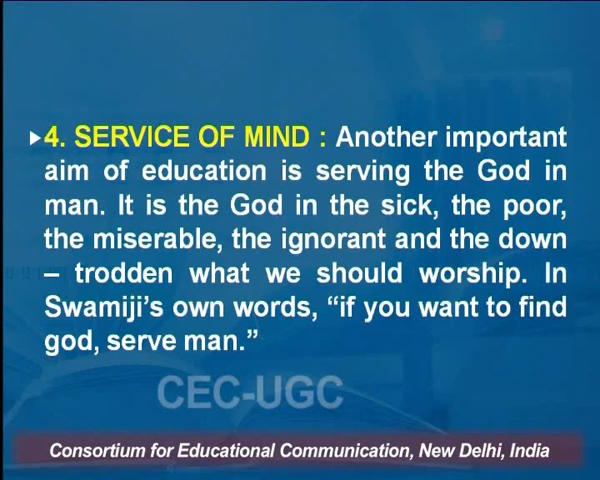 4. SERVICE OF MIND : Another important
aim of education is serving the God in
man. It is the God in the sick, the poor,
the miserable, the ignorant and the down
– trodden what we should worship. In
Swamiji’s own words, “if you want to find
god, serve man.”
CEC-UGC
Consortium for Educational Communication, New Delhi, India